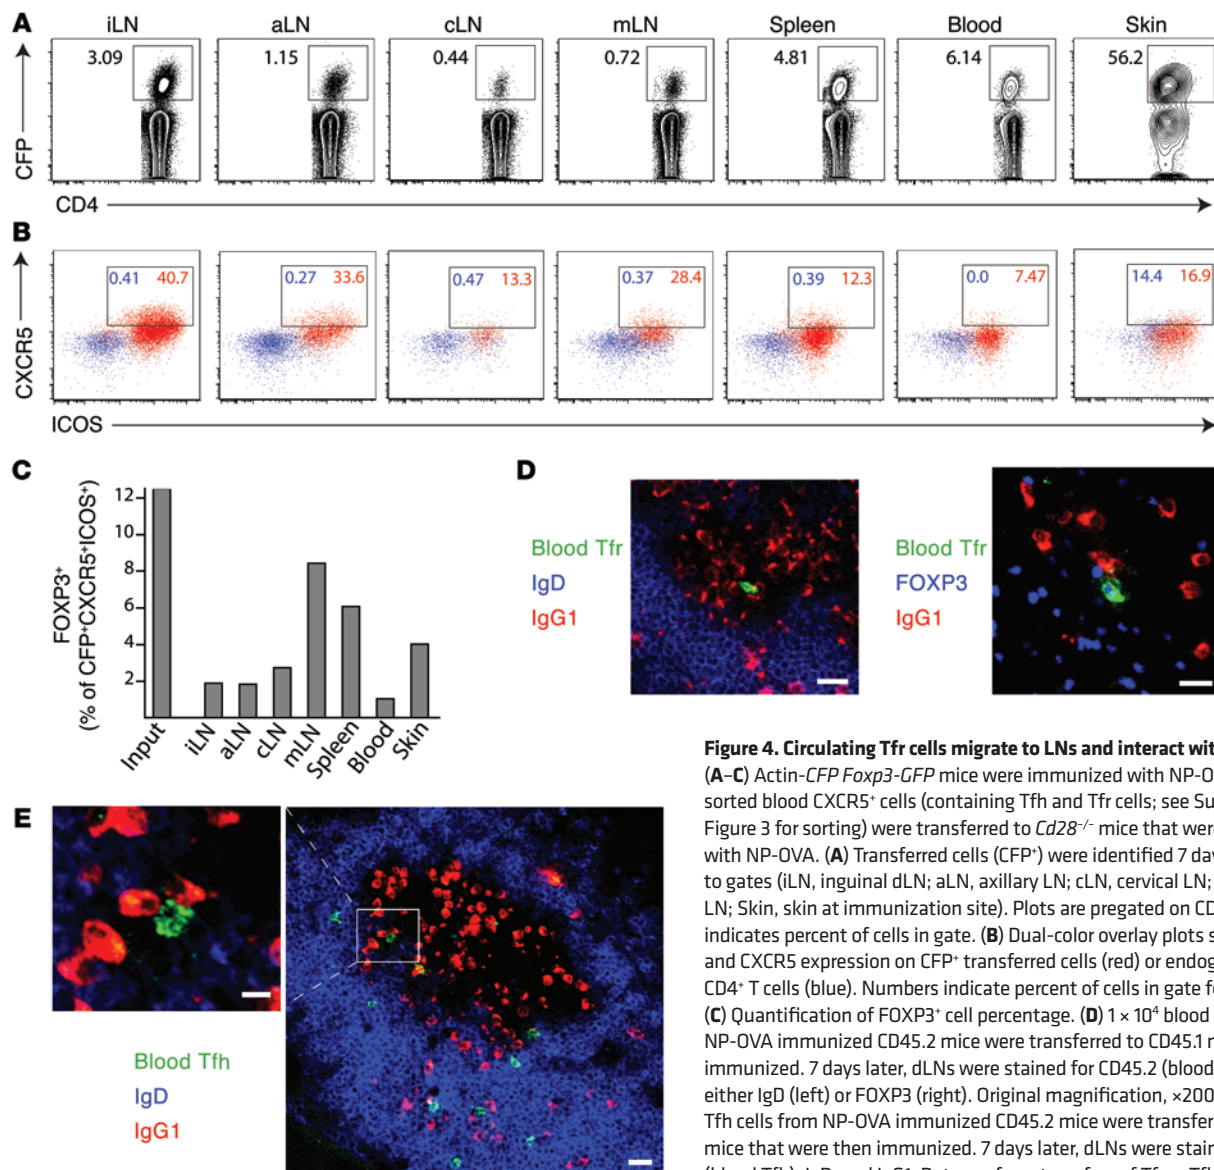 A
iLN aLN cLN mLN Spleen Blood Skin
3.09 1.15 0.44 0.72 4.81 6.14 56.2
CFP
CD4
B
0.41 40.7 0.27 33.6 0.47 13.3 0.37 28.4 0.39 12.3 0.0 7.47 14.4 16.9
CXCR5
ICOS
C
FOXP3+
(% of CFP+CXCR5+ICOS+)
12
10
8
6
4
2
Input iLN aLN cLN mLN Spleen Blood Skin
D
Blood Tfr
IgD
IgG1
Blood Tfr
FOXP3
IgG1
E
Blood Tfh
IgD
IgG1
Figure 4. Circulating Tfr cells migrate to LNs and interact wit
(A–C) Actin-CFP Foxp3-GFP mice were immunized with NP-O
sorted blood CXCR5+ cells (containing Tfh and Tfr cells; see Su
Figure 3 for sorting) were transferred to Cd28−/− mice that were
with NP-OVA. (A) Transferred cells (CFP+) were identified 7 day
to gates (iLN, inguinal dLN; aLN, axillary LN; cLN, cervical LN;
LN; Skin, skin at immunization site). Plots are pregated on CD
indicates percent of cells in gate. (B) Dual-color overlay plots s
and CXCR5 expression on CFP+ transferred cells (red) or endog
CD4+ T cells (blue). Numbers indicate percent of cells in gate fo
(C) Quantification of FOXP3+ cell percentage. (D) 1 × 10⁴ blood
NP-OVA immunized CD45.2 mice were transferred to CD45.1 m
immunized. 7 days later, dLNs were stained for CD45.2 (blood
either IgD (left) or FOXP3 (right). Original magnification, ×200
Tfh cells from NP-OVA immunized CD45.2 mice were transfer
mice that were then immunized. 7 days later, dLNs were stain